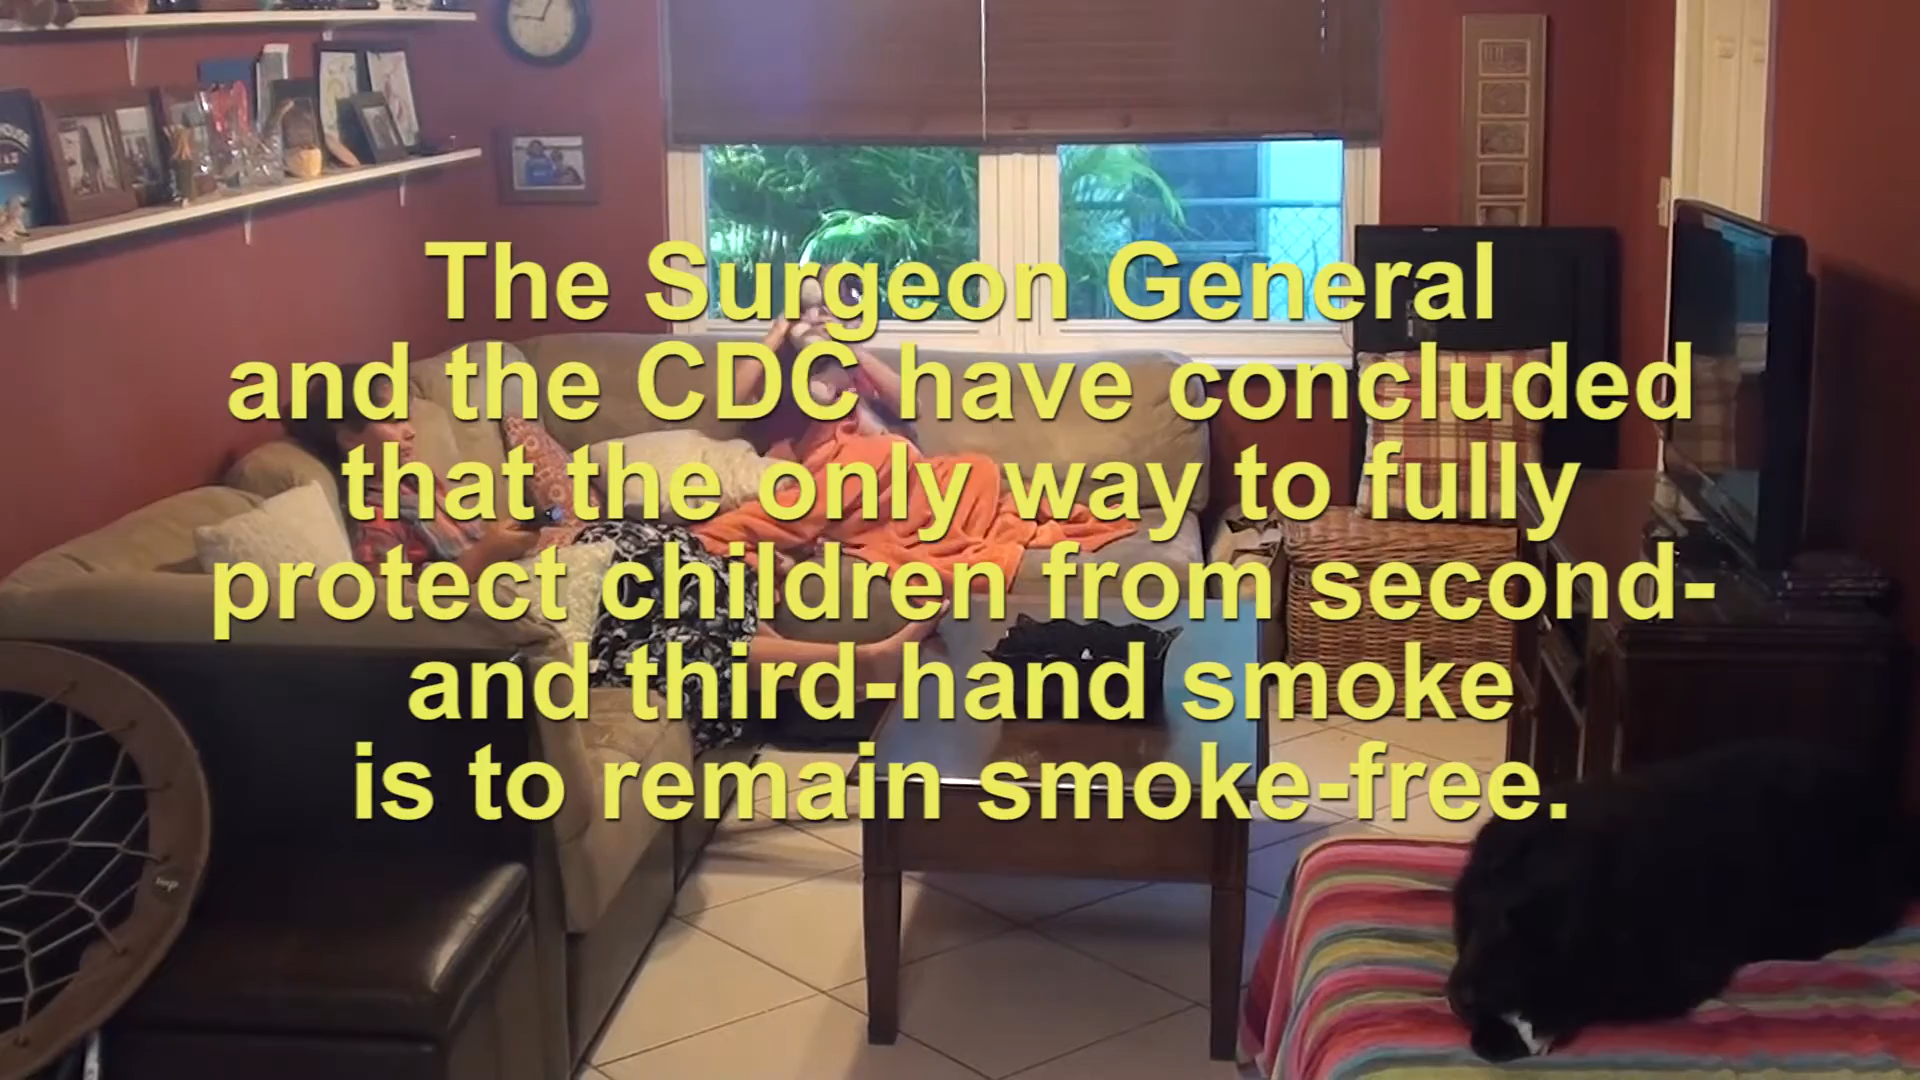 The Surgeon General
and the CDC have concluded
that the only way to fully
protect children from second-
and third-hand smoke
is to remain smoke-free.